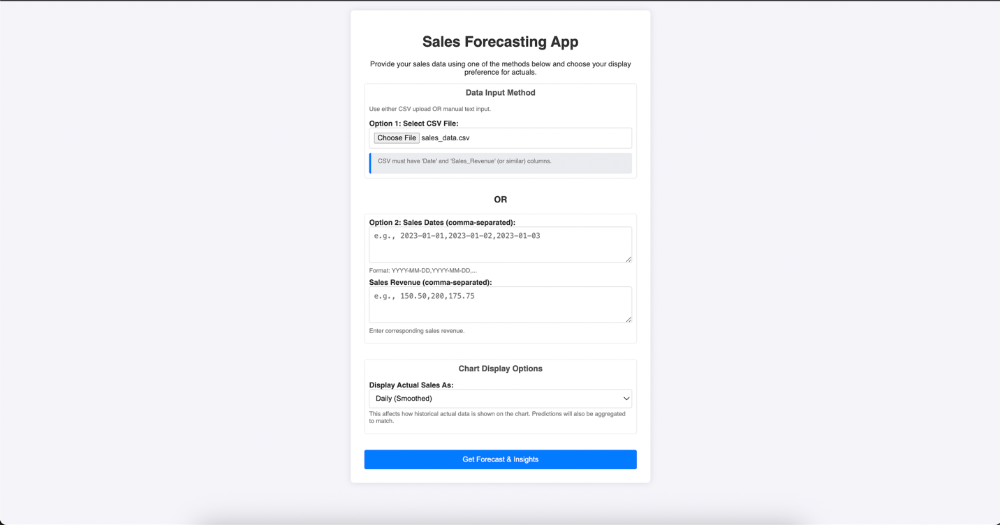 Sales Forecasting App
Provide your sales data using one of the methods below and choose your display
preference for actuals.
Data Input Method
Use either CSV upload OR manual text input.
Option 1: Select CSV File:
Choose File sales_data.csv
CSV must have 'Date' and 'Sales_Revenue' (or similar) columns.
OR
Option 2: Sales Dates (comma-separated):
e.g., 2023-01-01,2023-01-02,2023-01-03
Format: YYYY-MM-DD,YYYY-MM-DD,...
Sales Revenue (comma-separated):
e.g., 150.50,200,175.75
Enter corresponding sales revenue.
Chart Display Options
Display Actual Sales As:
Daily (Smoothed)
This affects how historical actual data is shown on the chart. Predictions will also be aggregated
to match.
Get Forecast & Insights